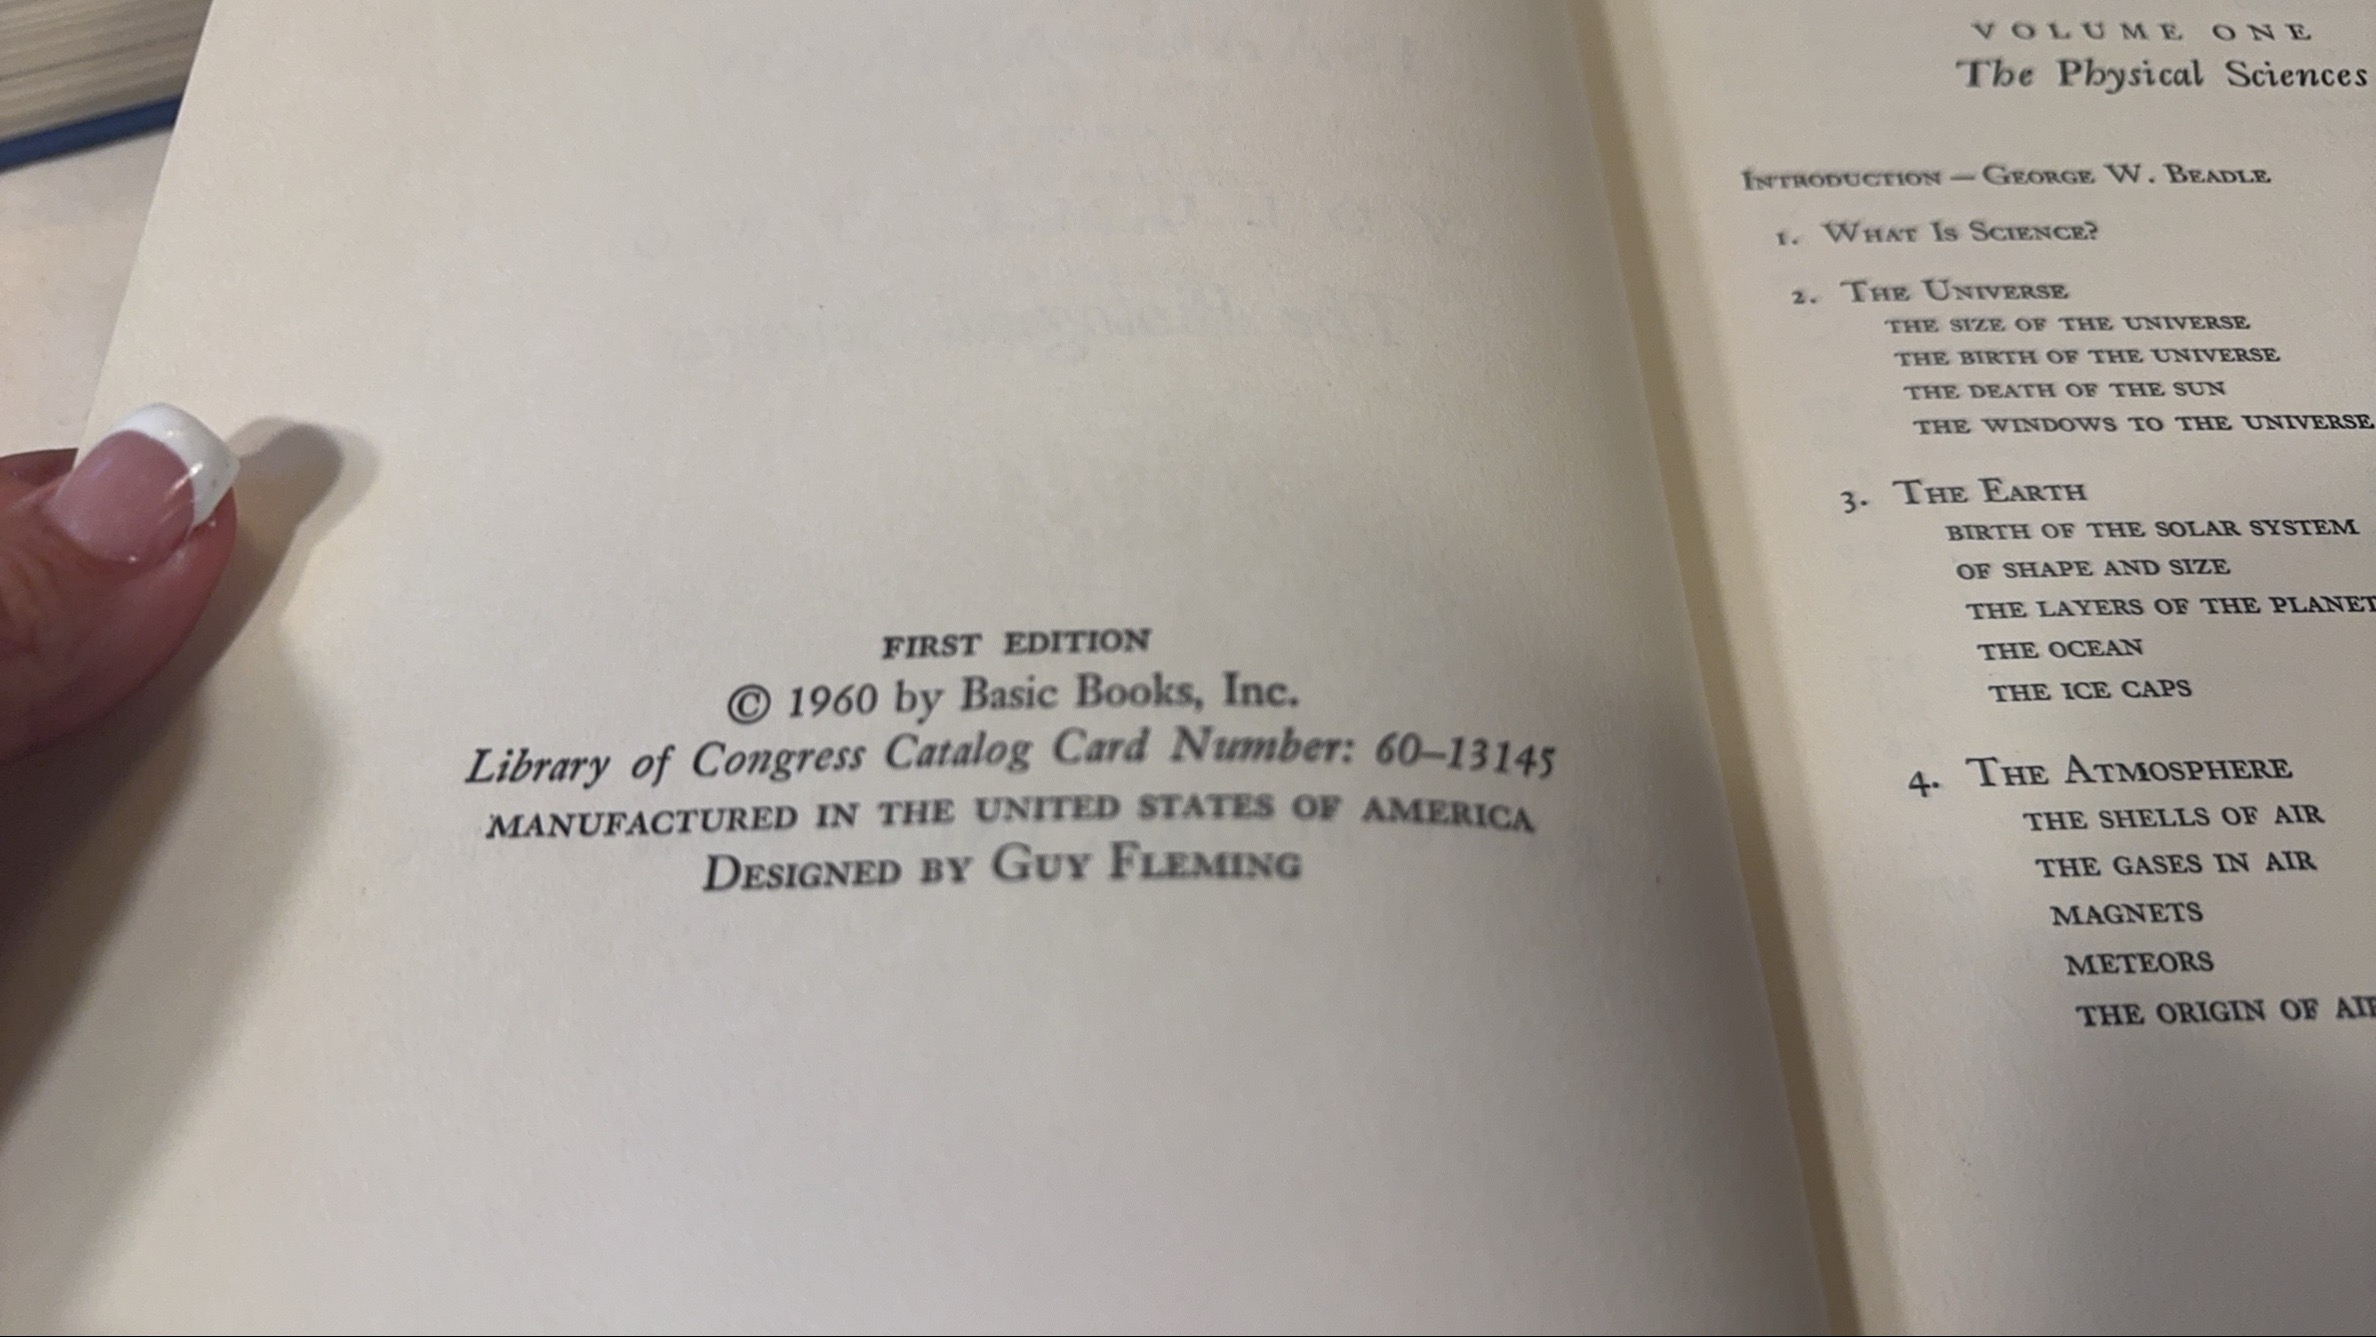 FIRST EDITION
© 1960 by Basic Books, Inc.
Library of Congress Catalog Card Number: 60–13145
MANUFACTURED IN THE UNITED STATES OF AMERICA
DESIGNED BY GUY FLEMING
VOLUME ONE
The Physical Sciences
INTRODUCTION — GEORGE W. BEADLE
1. WHAT IS SCIENCE?
2. THE UNIVERSE
THE SIZE OF THE UNIVERSE
THE BIRTH OF THE UNIVERSE
THE DEATH OF THE SUN
THE WINDOWS TO THE UNIVERSE
3. THE EARTH
BIRTH OF THE SOLAR SYSTEM
OF SHAPE AND SIZE
THE LAYERS OF THE PLANET
THE OCEAN
THE ICE CAPS
4. THE ATMOSPHERE
THE SHELLS OF AIR
THE GASES IN AIR
MAGNETS
METEORS
THE ORIGIN OF AIR